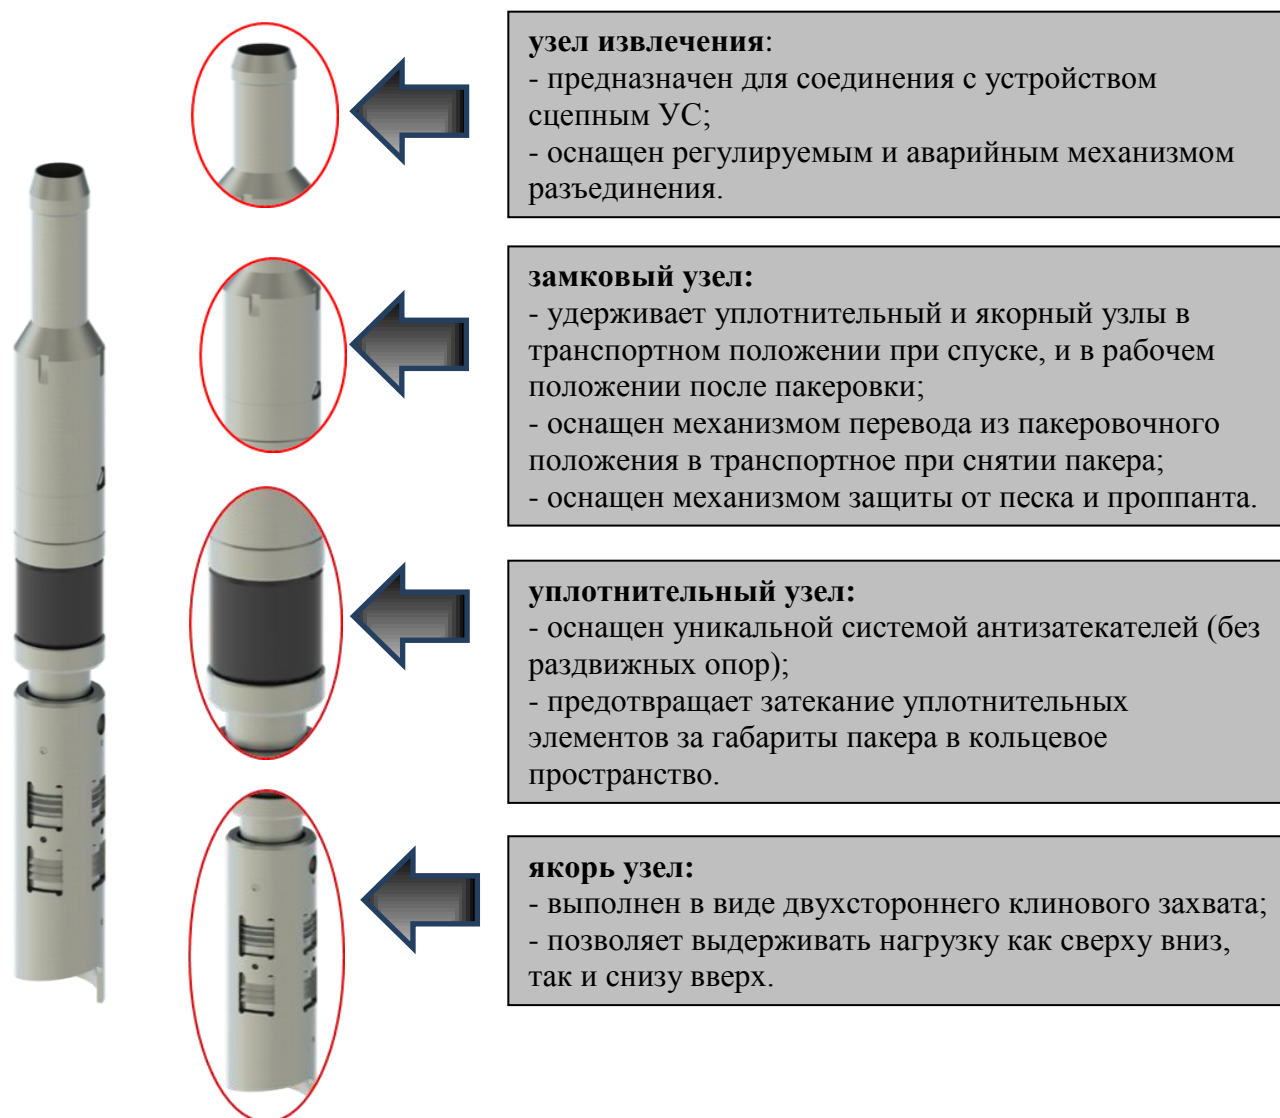 узел извлечения:
- предназначен для соединения с устройством
сцепным УС;
- оснащен регулируемым и аварийным механизмом
разъединения.
замковый узел:
- удерживает уплотнительный и якорный узлы в
транспортном положении при спуске, и в рабочем
положении после пакеровки;
- оснащен механизмом перевода из пакеровочного
положения в транспортное при снятии пакера;
- оснащен механизмом защиты от песка и проппанта.
уплотнительный узел:
- оснащен уникальной системой антизатекателей (без
раздвижных опор);
- предотвращает затекание уплотнительных
элементов за габариты пакера в кольцевое
пространство.
якорь узел:
- выполнен в виде двухстороннего клинового захвата;
- позволяет выдерживать нагрузку как сверху вниз,
так и снизу вверх.